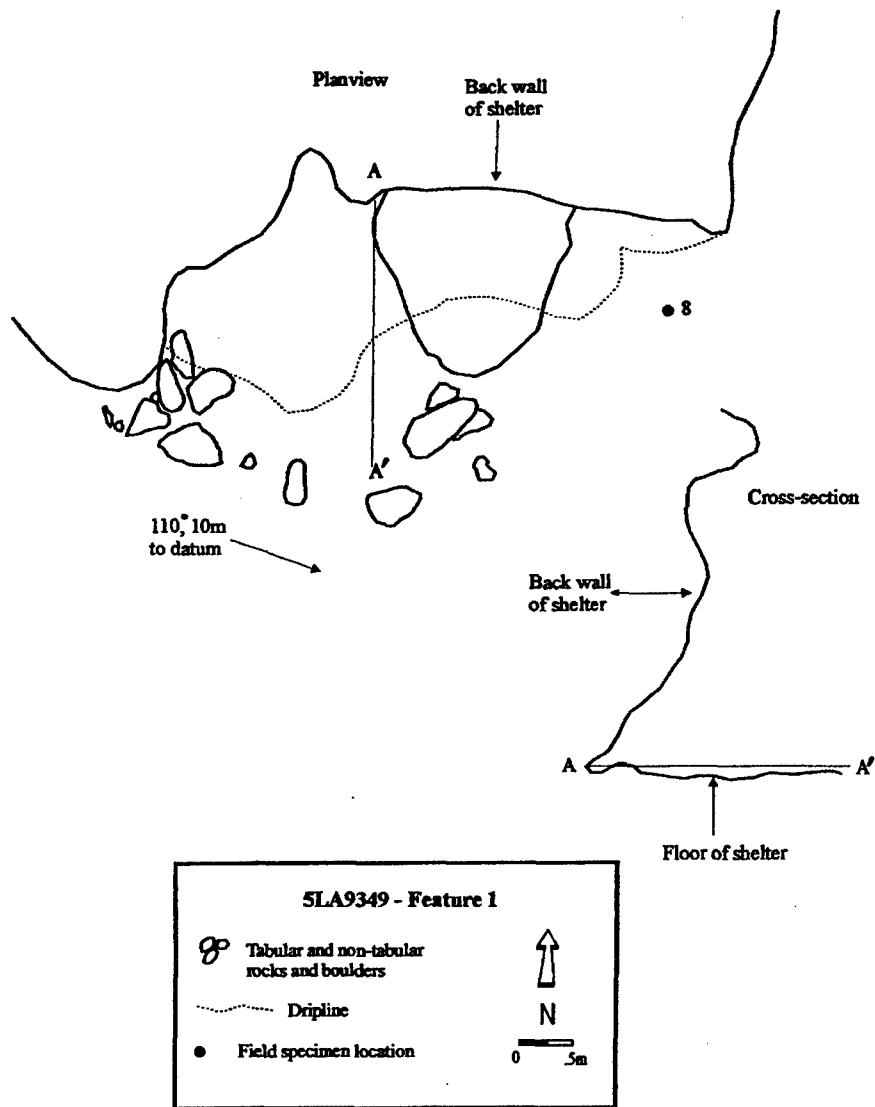 Planview
Back wall
of shelter
A
8
A'
110,° 10m
to datum
Cross-section
Back wall
of shelter
A
A'
Floor of shelter
5LA9349 - Feature 1
Tabular and non-tabular
rocks and boulders
Dripline
N
Field specimen location
0 .5m